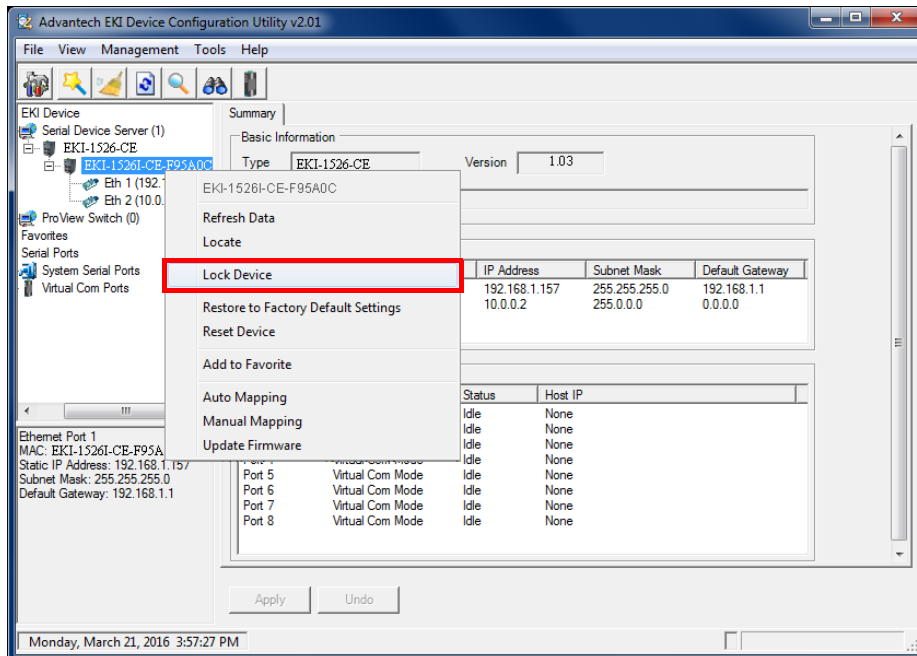 Advantech EKI Device Configuration Utility v2.01
File View Management Tools Help
EKI Device
Serial Device Server (1)
EKI-1526-CE
EKI-1526I-CE-F95A0C
Eth 1 (192.1
Eth 2 (10.0.
ProView Switch (0)
Favorites
Serial Ports
System Serial Ports
Virtual Com Ports
Ethernet Port 1
MAC: EKI-1526I-CE-F95A
Static IP Address: 192.168.1.157
Subnet Mask: 255.255.255.0
Default Gateway: 192.168.1.1
Summary
Basic Information
Type EKI-1526-CE Version 1.03
EKI-1526I-CE-F95A0C
Refresh Data
Locate
Lock Device
Restore to Factory Default Settings
Reset Device
Add to Favorite
Auto Mapping
Manual Mapping
Update Firmware
IP Address Subnet Mask Default Gateway
192.168.1.157 255.255.255.0 192.168.1.1
10.0.0.2 255.0.0.0 0.0.0.0
Status Host IP
Idle None
Idle None
Idle None
Idle None
Port 5 Virtual Com Mode Idle None
Port 6 Virtual Com Mode Idle None
Port 7 Virtual Com Mode Idle None
Port 8 Virtual Com Mode Idle None
Apply Undo
Monday, March 21, 2016 3:57:27 PM